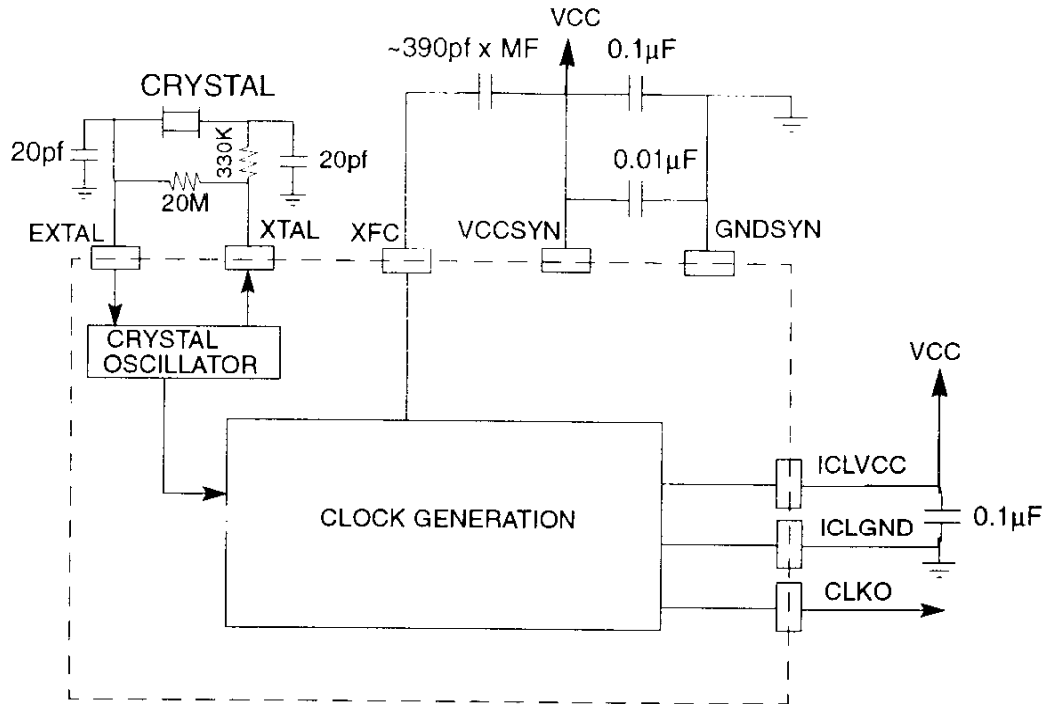 VCC
~390pf x MF
0.1µF
CRYSTAL
20pf
330K
20pf
0.01µF
20M
EXTAL
XTAL
XFC
VCCSYN
GNDSYN
CRYSTAL
OSCILLATOR
VCC
ICLVCC
CLOCK GENERATION
ICLGND
0.1µF
CLKO